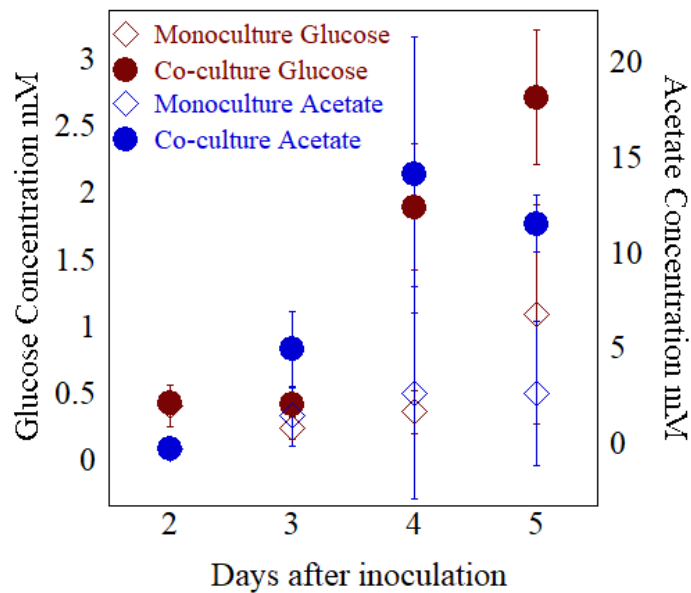 Monoculture Glucose
Co-culture Glucose
Monoculture Acetate
Co-culture Acetate
Glucose Concentration mM
3
2.5
2
1.5
1
0.5
0
20
15
10
5
0
Acetate Concentration mM
2 3 4 5
Days after inoculation